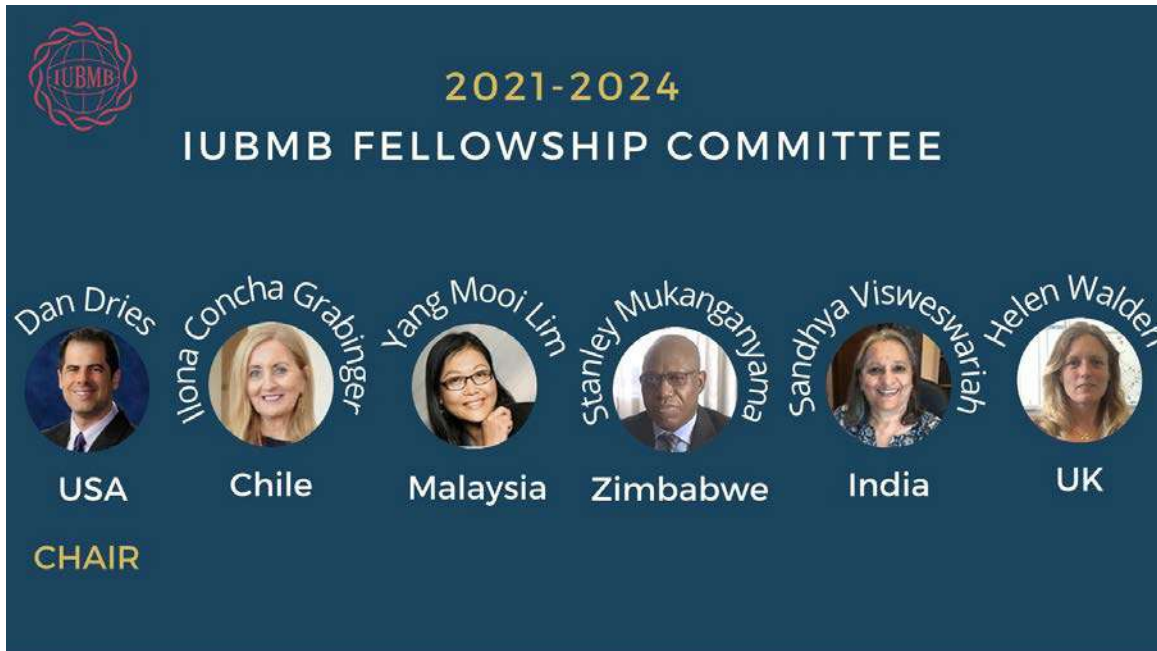 IUBMB
2021-2024
IUBMB FELLOWSHIP COMMITTEE
Dan Dries
Ilona Concha Grabinger
Yang Mooi Lim
Stanley Mukanganyama
Sandhya Visweswariah
Helen Walden
USA
Chile
Malaysia
Zimbabwe
India
UK
CHAIR